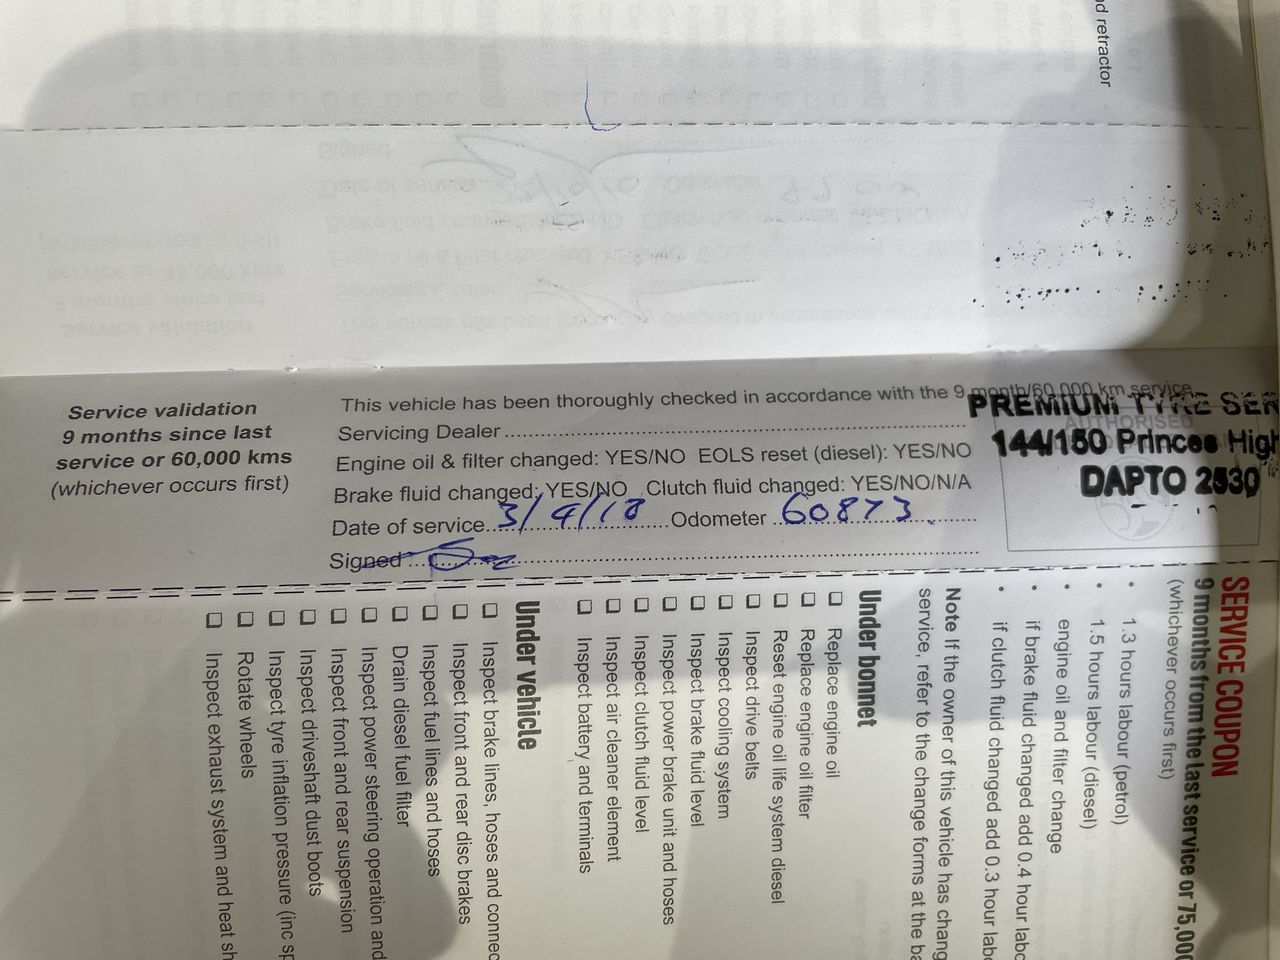 nd retractor
Service validation
9 months since last
service or 60,000 kms
(whichever occurs first)
This vehicle has been thoroughly checked in accordance with the 9 month/60,000 km service
Servicing Dealer
Engine oil & filter changed: YES/NO EOLS reset (diesel): YES/NO
Brake fluid changed: YES/NO Clutch fluid changed: YES/NO/N/A
Date of service 3/4/18 Odometer 60873
Signed
PREMIUM TYRE SER
AUTHORISED
144/150 Princes High
DAPTO 2530
SERVICE COUPON
9 months from the last service or 75,000
(whichever occurs first)
• 1.3 hours labour (petrol)
• 1.5 hours labour (diesel)
• engine oil and filter change
• if brake fluid changed add 0.4 hour labo
• if clutch fluid changed add 0.3 hour labo
Note If the owner of this vehicle has chang
service, refer to the change forms at the ba
Under bonnet
☐ Replace engine oil
☐ Replace engine oil filter
☐ Reset engine oil life system diesel
☐ Inspect drive belts
☐ Inspect cooling system
☐ Inspect brake fluid level
☐ Inspect power brake unit and hoses
☐ Inspect clutch fluid level
☐ Inspect air cleaner element
☐ Inspect battery and terminals
Under vehicle
☐ Inspect brake lines, hoses and connec
☐ Inspect front and rear disc brakes
☐ Inspect fuel lines and hoses
☐ Drain diesel fuel filter
☐ Inspect power steering operation and
☐ Inspect front and rear suspension
☐ Inspect driveshaft dust boots
☐ Inspect tyre inflation pressure (inc sp
☐ Rotate wheels
☐ Inspect exhaust system and heat sh